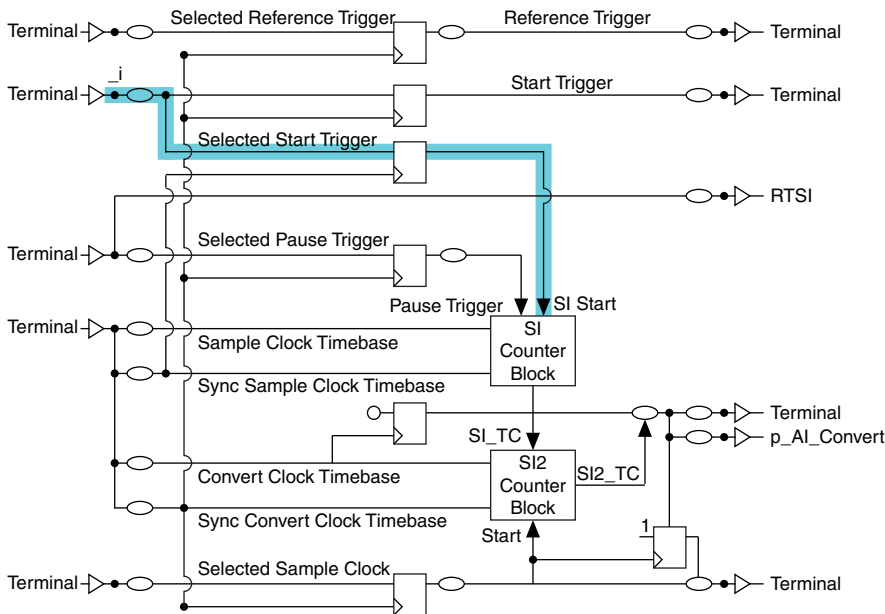 Terminal Selected Reference Trigger Reference Trigger Terminal
_i
Terminal Start Trigger Terminal
Selected Start Trigger
RTSI
Terminal Selected Pause Trigger
Pause Trigger SI Start
Terminal
Sample Clock Timebase
SI
Counter
Block
Sync Sample Clock Timebase
Terminal
SI_TC
p_AI_Convert
Convert Clock Timebase
SI2
Counter
Block
SI2_TC
Sync Convert Clock Timebase
Start
1
Terminal Selected Sample Clock Terminal